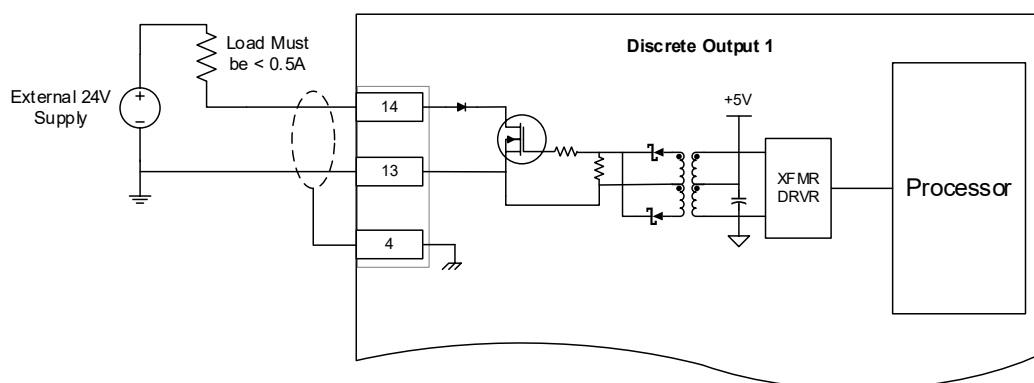 Discrete Output 1
Load Must
be < 0.5A
External 24V
Supply
+
−
14
13
4
+5V
XFMR
DRVR
Processor